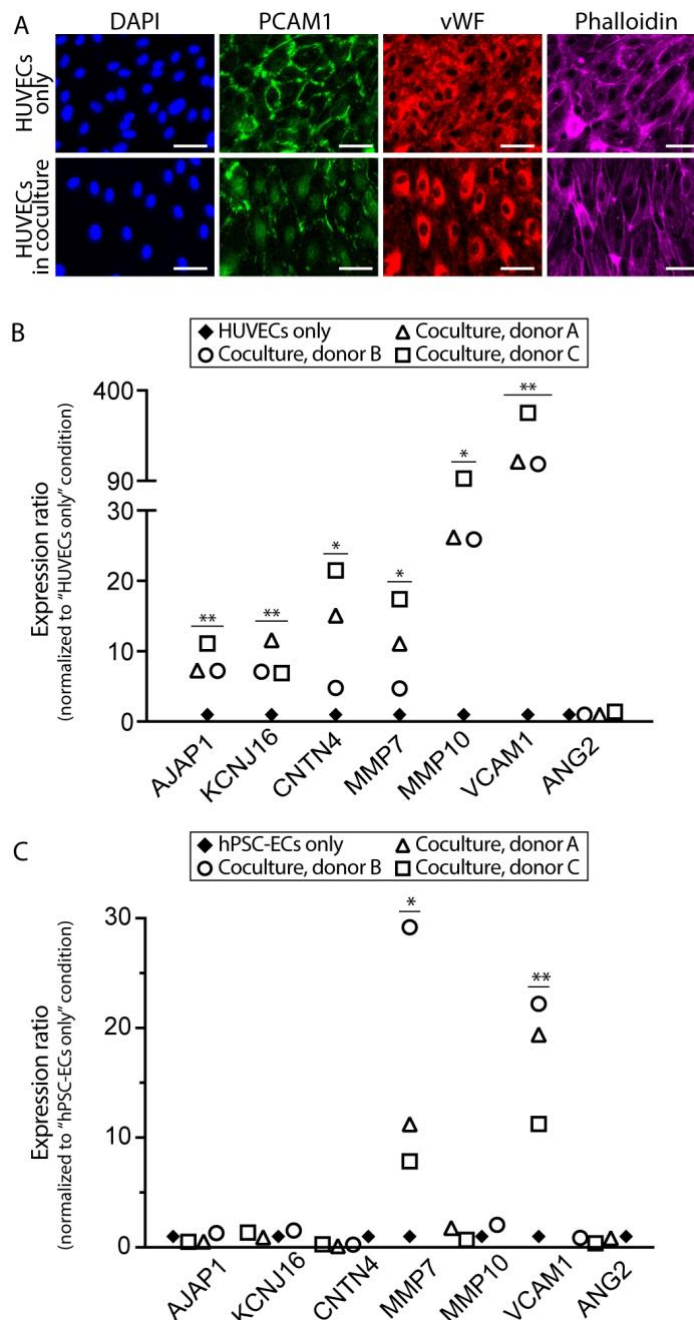 A
DAPI
PCAM1
vWF
Phalloidin
HUVECs
only
HUVECs
in coculture
B
HUVECs only
Coculture, donor A
Coculture, donor B
Coculture, donor C
Expression ratio
(normalized to “HUVECs only” condition)
400
90
30
20
10
0
**
**
*
*
*
**
AJAP1
KCNJ16
CNTN4
MMP7
MMP10
VCAM1
ANG2
C
hPSC-ECs only
Coculture, donor A
Coculture, donor B
Coculture, donor C
Expression ratio
(normalized to “hPSC-ECs only” condition)
30
20
10
0
*
**
AJAP1
KCNJ16
CNTN4
MMP7
MMP10
VCAM1
ANG2